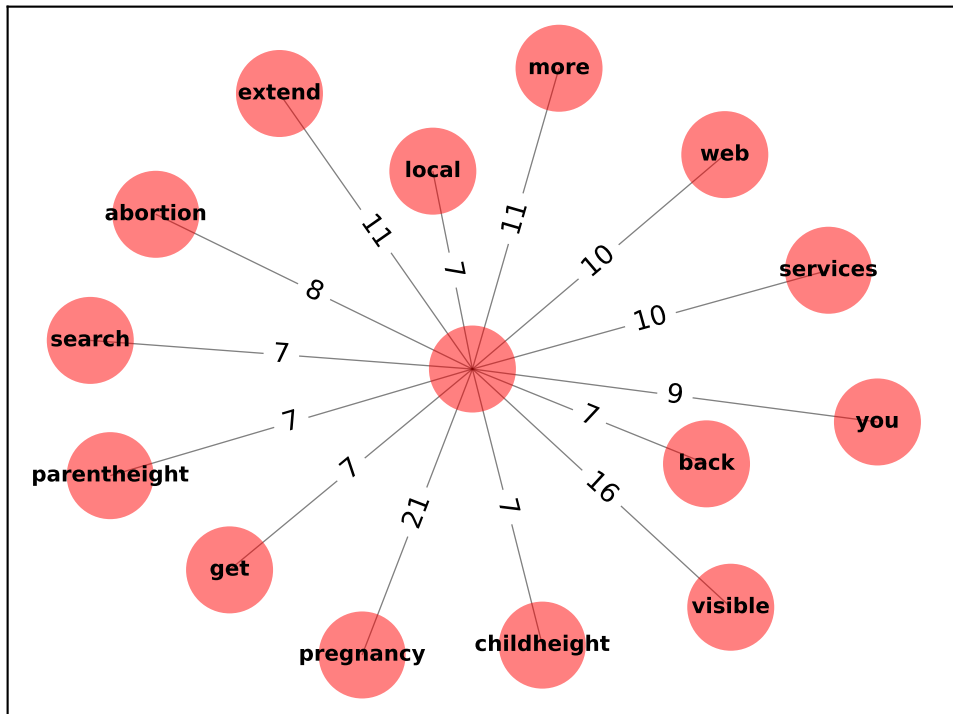 more
extend
web
local
abortion
11
11
10
services
7
8
10
search
7
9
7
7
you
back
parentheight
7
16
21
7
get
visible
childheight
pregnancy